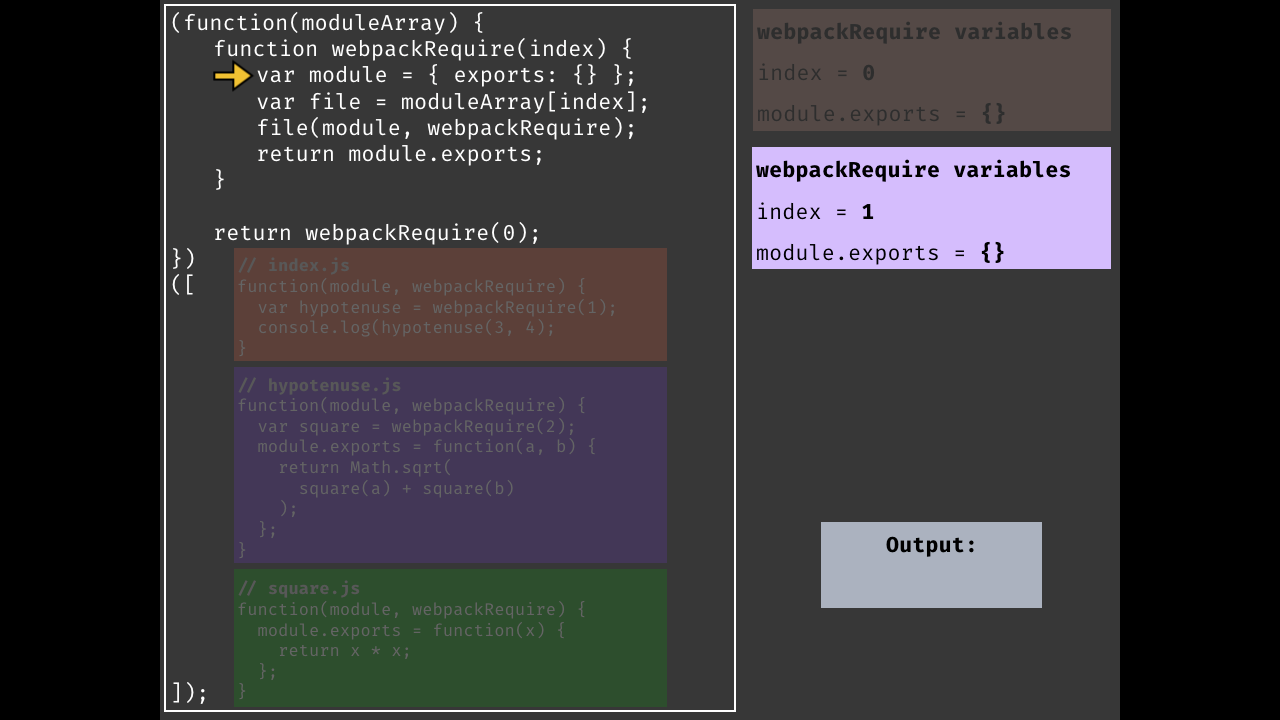 (function(moduleArray) {
function webpackRequire(index) {
var module = { exports: {} };
var file = moduleArray[index];
file(module, webpackRequire);
return module.exports;
}
return webpackRequire(0);
})
([
// index.js
function(module, webpackRequire) {
var hypotenuse = webpackRequire(1);
console.log(hypotenuse(3, 4);
}
// hypotenuse.js
function(module, webpackRequire) {
var square = webpackRequire(2);
module.exports = function(a, b) {
return Math.sqrt(
square(a) + square(b)
);
};
}
// square.js
function(module, webpackRequire) {
module.exports = function(x) {
return x * x;
};
}
]);
webpackRequire variables
index = 0
module.exports = {}
webpackRequire variables
index = 1
module.exports = {}
Output: